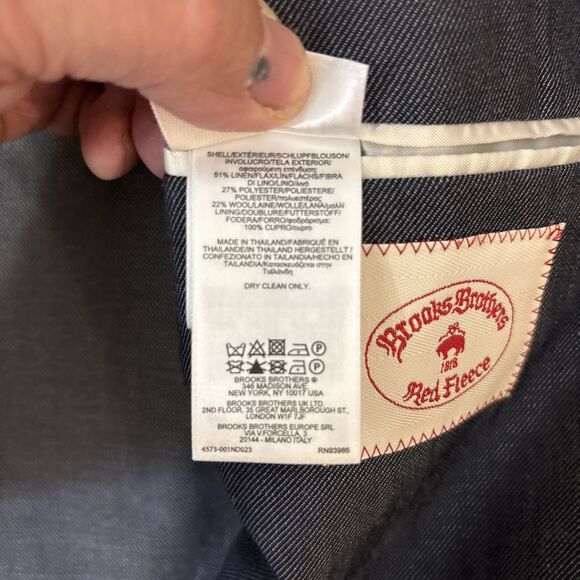 SHELL/EXTÉRIEUR/SCHLUPFBLOUSON/
INVOLUCRO/TELA EXTERIOR/
αφαιρούμενη επένδυση:
51% LINEN/FLAX/LIN/FLACHS/FIBRA
DI LINO/LINO/λινό
27% POLYESTER/POLYESTERE/
POLIESTER/πολυεστέρας
22% WOOL/LAINE/WOLLE/LANA/μαλλί
LINING/DOUBLURE/FUTTERSTOFF/
FODERA/FORRO/φοδράρισμα:
100% CUPRO/cupro
MADE IN THAILAND/FABRIQUÉ EN
THAILANDE/IN THAILAND HERGESTELLT /
CONFEZIONATO IN TAILANDIA/HECHO EN
TAILANDIA/Κατασκευάζεται στην
Ταϊλάνδη
DRY CLEAN ONLY.
BROOKS BROTHERS ®
346 MADISON AVE.
NEW YORK, NY 10017 USA
BROOKS BROTHERS UK LTD.
2ND FLOOR, 35 GREAT MARLBOROUGH ST.,
LONDON W1F 7JF
BROOKS BROTHERS EUROPE SRL
VIA V.FORCELLA, 3
20144 - MILANO ITALY
4573-001ND023 RN93986
Brooks Brothers
1818
Red Fleece